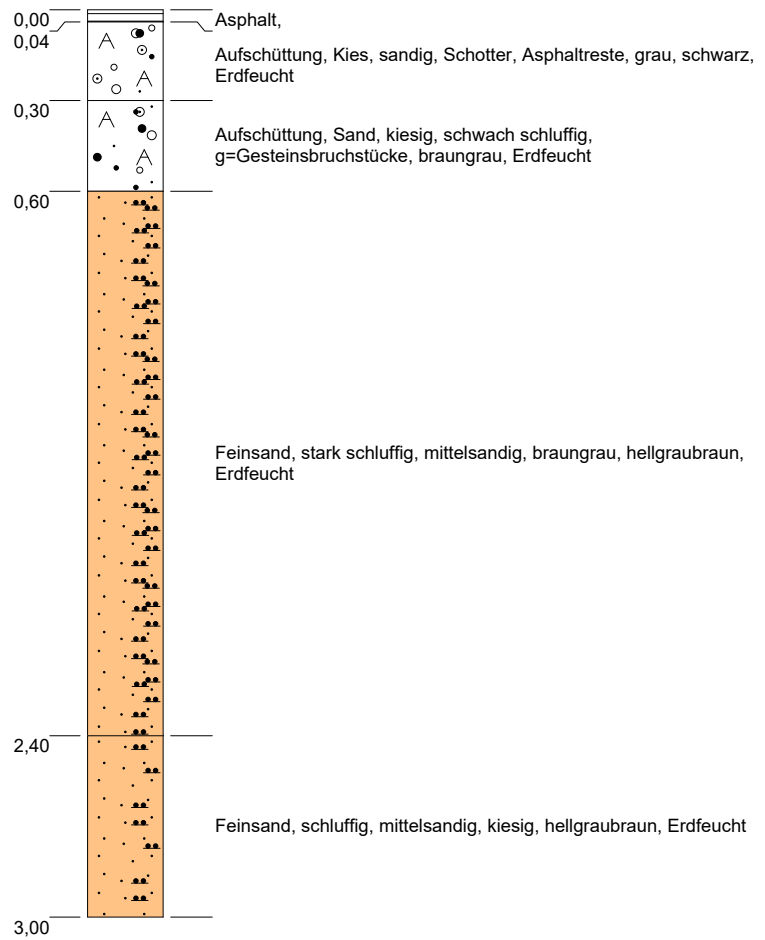 0,00
Asphalt,
0,04
Aufschüttung, Kies, sandig, Schotter, Asphaltreste, grau, schwarz,
Erdfeucht
0,30
Aufschüttung, Sand, kiesig, schwach schluffig,
g=Gesteinsbruchstücke, braungrau, Erdfeucht
0,60
Feinsand, stark schluffig, mittelsandig, braungrau, hellgraubraun,
Erdfeucht
2,40
Feinsand, schluffig, mittelsandig, kiesig, hellgraubraun, Erdfeucht
3,00